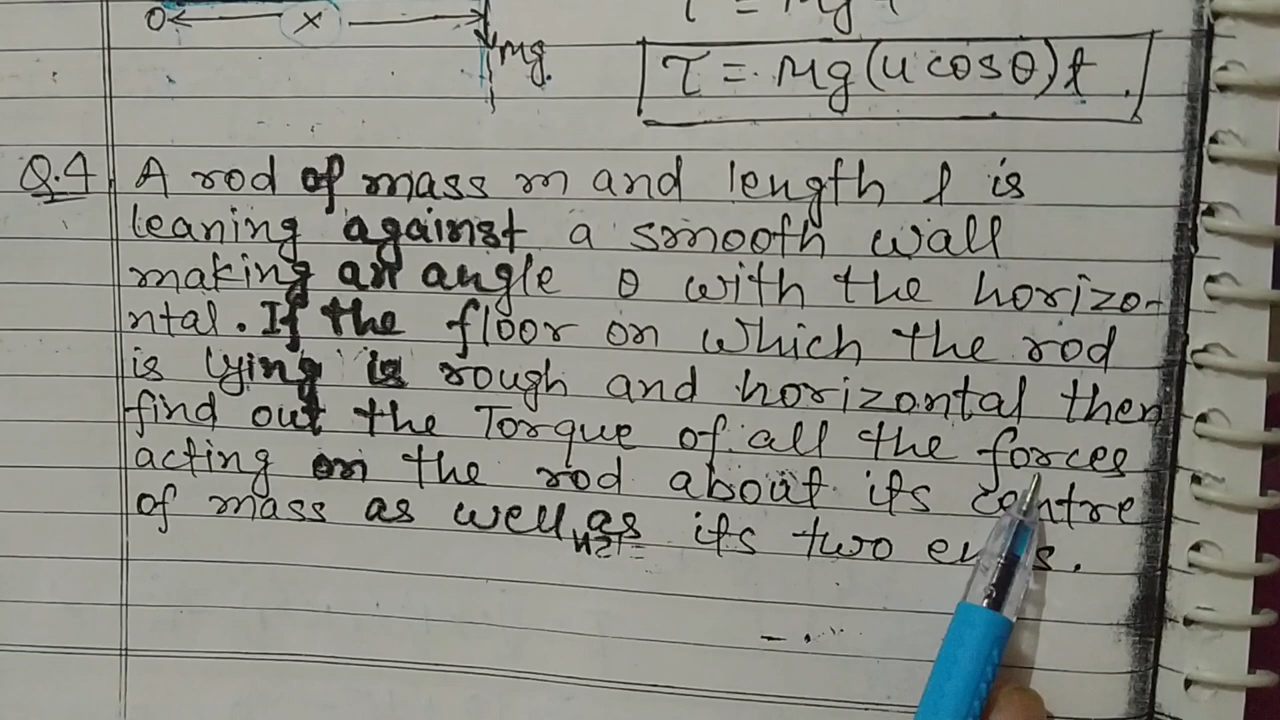 O x
Mg.
τ = Mg
τ = Mg(u cosθ)t.
Q.4 A rod of mass m and length l is
leaning against a smooth wall
making an angle θ with the horizo-
ntal. If the floor on which the rod
is lying is rough and horizontal then
find out the Torque of all the forces
acting on the rod about its centre
of mass as well as its two ends.